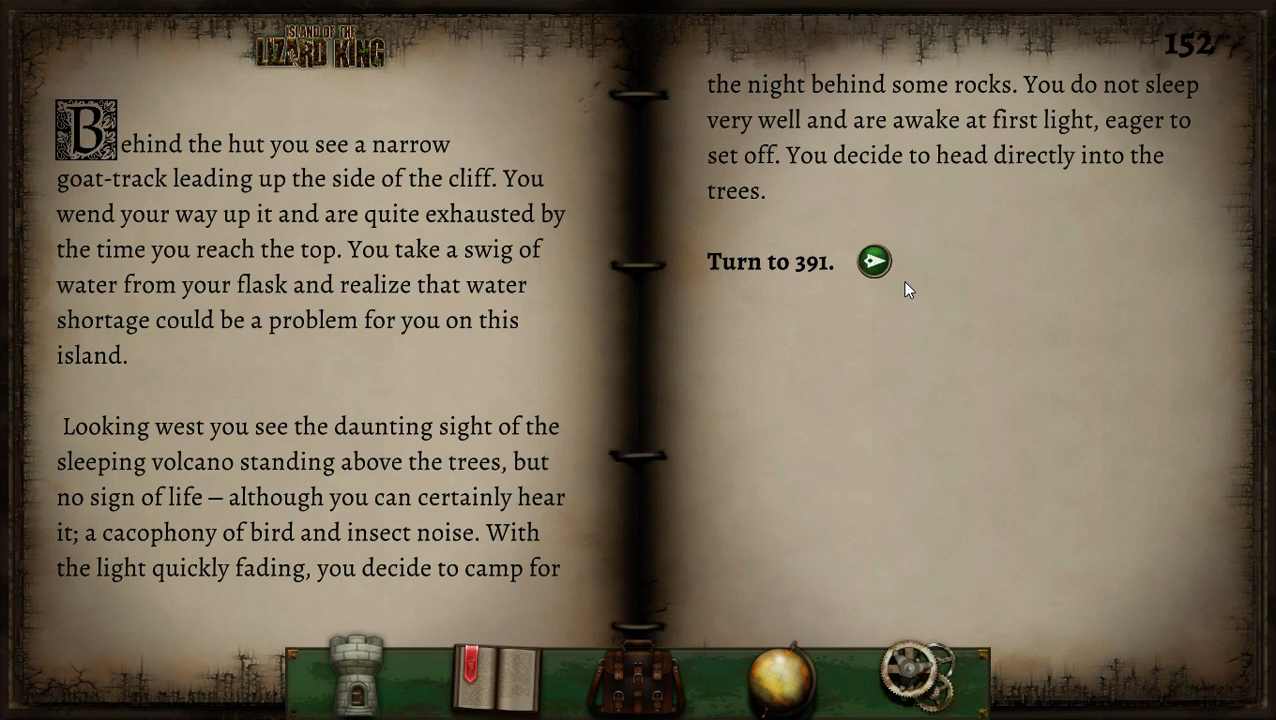 ISLAND OF THE
LIZARD KING
152
Behind the hut you see a narrow
goat-track leading up the side of the cliff. You
wend your way up it and are quite exhausted by
the time you reach the top. You take a swig of
water from your flask and realize that water
shortage could be a problem for you on this
island.
Looking west you see the daunting sight of the
sleeping volcano standing above the trees, but
no sign of life – although you can certainly hear
it; a cacophony of bird and insect noise. With
the light quickly fading, you decide to camp for
the night behind some rocks. You do not sleep
very well and are awake at first light, eager to
set off. You decide to head directly into the
trees.
Turn to 391.